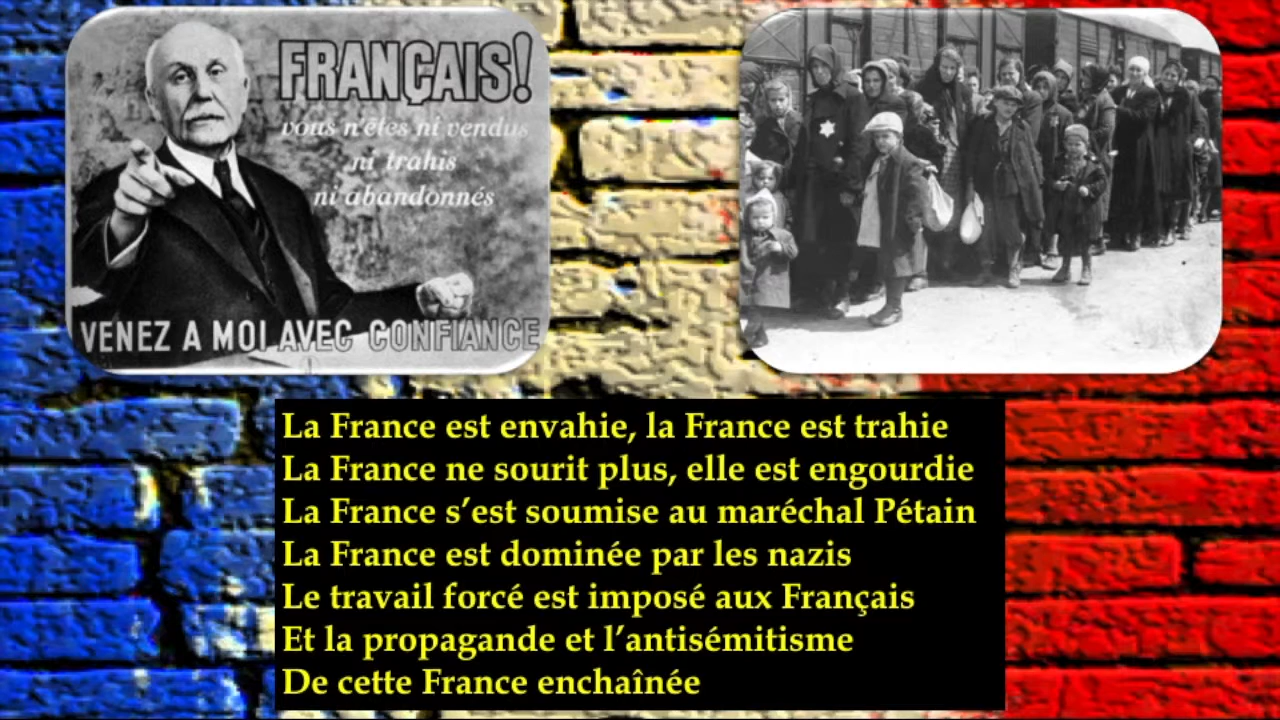 FRANÇAIS!
vous n'êtes ni vendus
ni trahis
ni abandonnés
VENEZ A MOI AVEC CONFIANCE
La France est envahie, la France est trahie
La France ne sourit plus, elle est engourdie
La France s’est soumise au maréchal Pétain
La France est dominée par les nazis
Le travail forcé est imposé aux Français
Et la propagande et l’antisémitisme
De cette France enchaînée